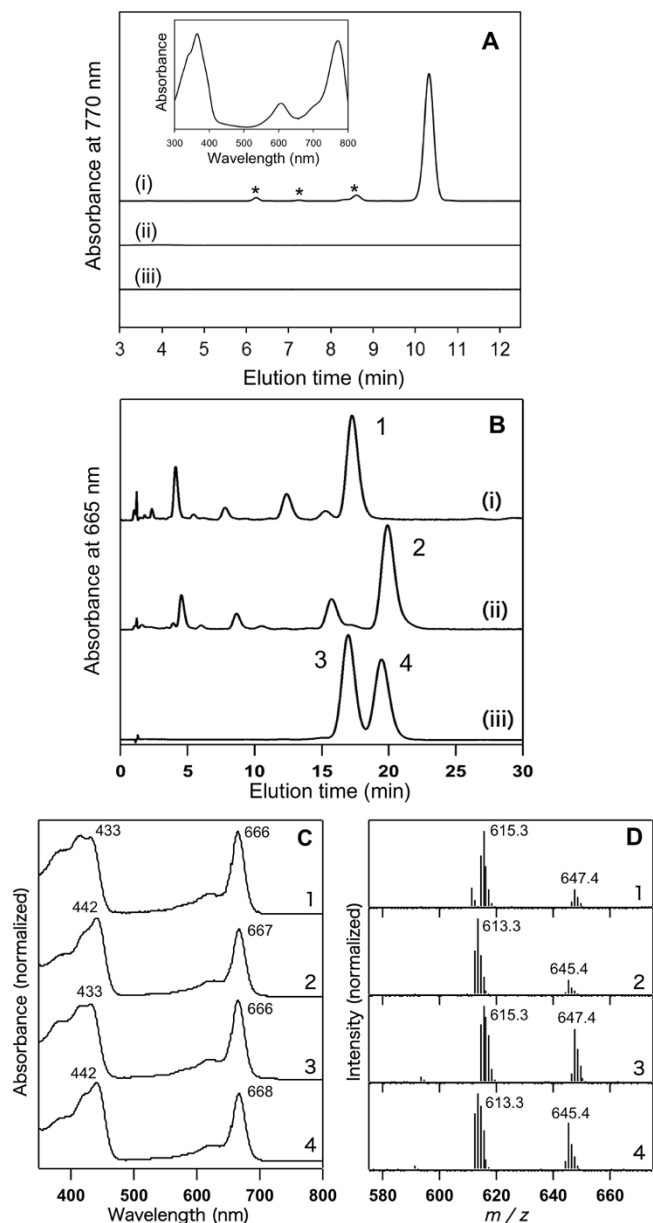 A
Absorbance at 770 nm
Absorbance
300 400 500 600 700 800
Wavelength (nm)
* * *
(i)
(ii)
(iii)
3 4 5 6 7 8 9 10 11 12
Elution time (min)
B
Absorbance at 665 nm
1
(i)
2
(ii)
3 4
(iii)
0 5 10 15 20 25 30
Elution time (min)
C
Absorbance (normalized)
433 666
1
442 667
2
433 666
3
442 668
4
400 500 600 700 800
Wavelength (nm)
D
Intensity (normalized)
615.3
647.4
1
613.3
645.4
2
615.3 647.4
3
613.3 645.4
4
580 600 620 640 660
m / z